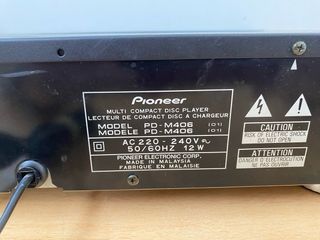 Pioneer
MULTI COMPACT DISC PLAYER
LECTEUR DE COMPACT DISC A CHARGEUR
MODEL PD-M406 (01)
MODELE PD-M406 (01)
AC 220 - 240V
50/60HZ 12W
PIONEER ELECTRONIC CORP.
MADE IN MALAYSIA
FABRIQUE EN MALAISIE
CAUTION
RISK OF ELECTRIC SHOCK
DO NOT OPEN
ATTENTION
DANGER D'ELECTROCUTION
NE PAS OUVRIR